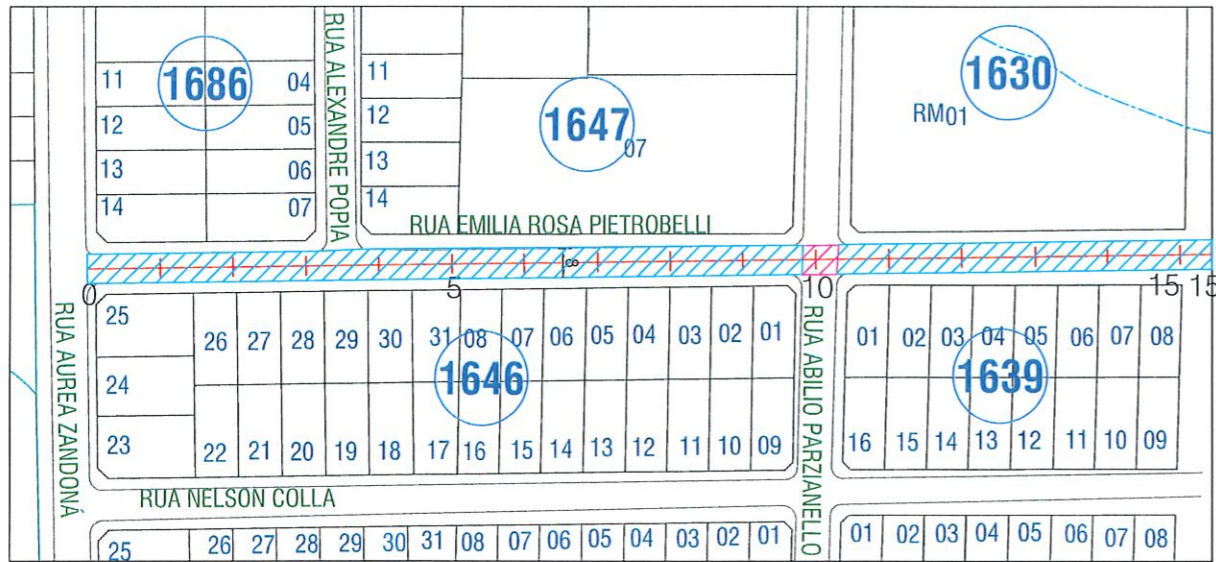 RUA ALEXANDRE POPIA
11
1686
04
12
05
13
06
14
07
11
12
13
14
1647
07
1630
RM01
RUA EMILIA ROSA PIETROBELLI
8
0
5
10
15 15
RUA AUREA ZANDONÁ
25
24
23
26 27 28 29 30 31 08 07 06 05 04 03 02 01
1646
22 21 20 19 18 17 16 15 14 13 12 11 10 09
RUA ABILIO PARZIANELLO
01 02 03 04 05 06 07 08
1639
16 15 14 13 12 11 10 09
RUA NELSON COLLA
25 26 27 28 29 30 31 08 07 06 05 04 03 02 01
01 02 03 04 05 06 07 08